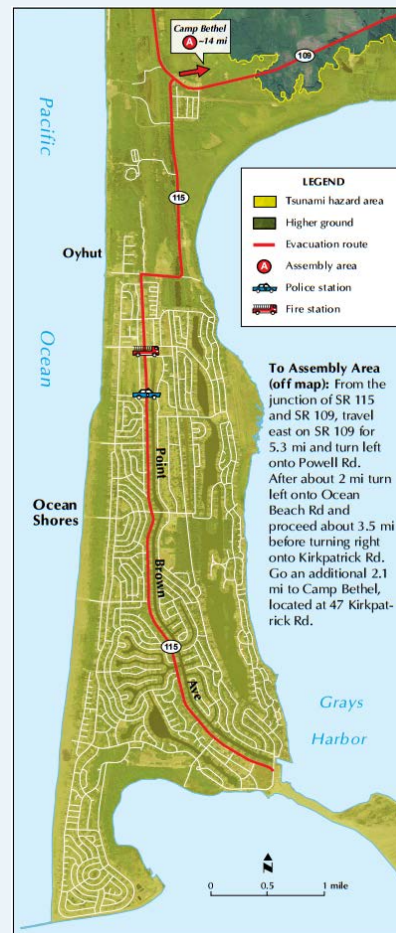 Camp Bethel
A ~14 mi
109
Pacific
115
LEGEND
Tsunami hazard area
Higher ground
Evacuation route
A Assembly area
Police station
Fire station
Oyhut
Ocean
To Assembly Area
(off map): From the
junction of SR 115
and SR 109, travel
east on SR 109 for
5.3 mi and turn left
onto Powell Rd.
After about 2 mi turn
left onto Ocean
Beach Rd and
proceed about 3.5 mi
before turning right
onto Kirkpatrick Rd.
Go an additional 2.1
mi to Camp Bethel,
located at 47 Kirkpat-
rick Rd.
Point
Ocean
Shores
Brown
115
Ave
Grays
Harbor
N
0 0.5 1 mile